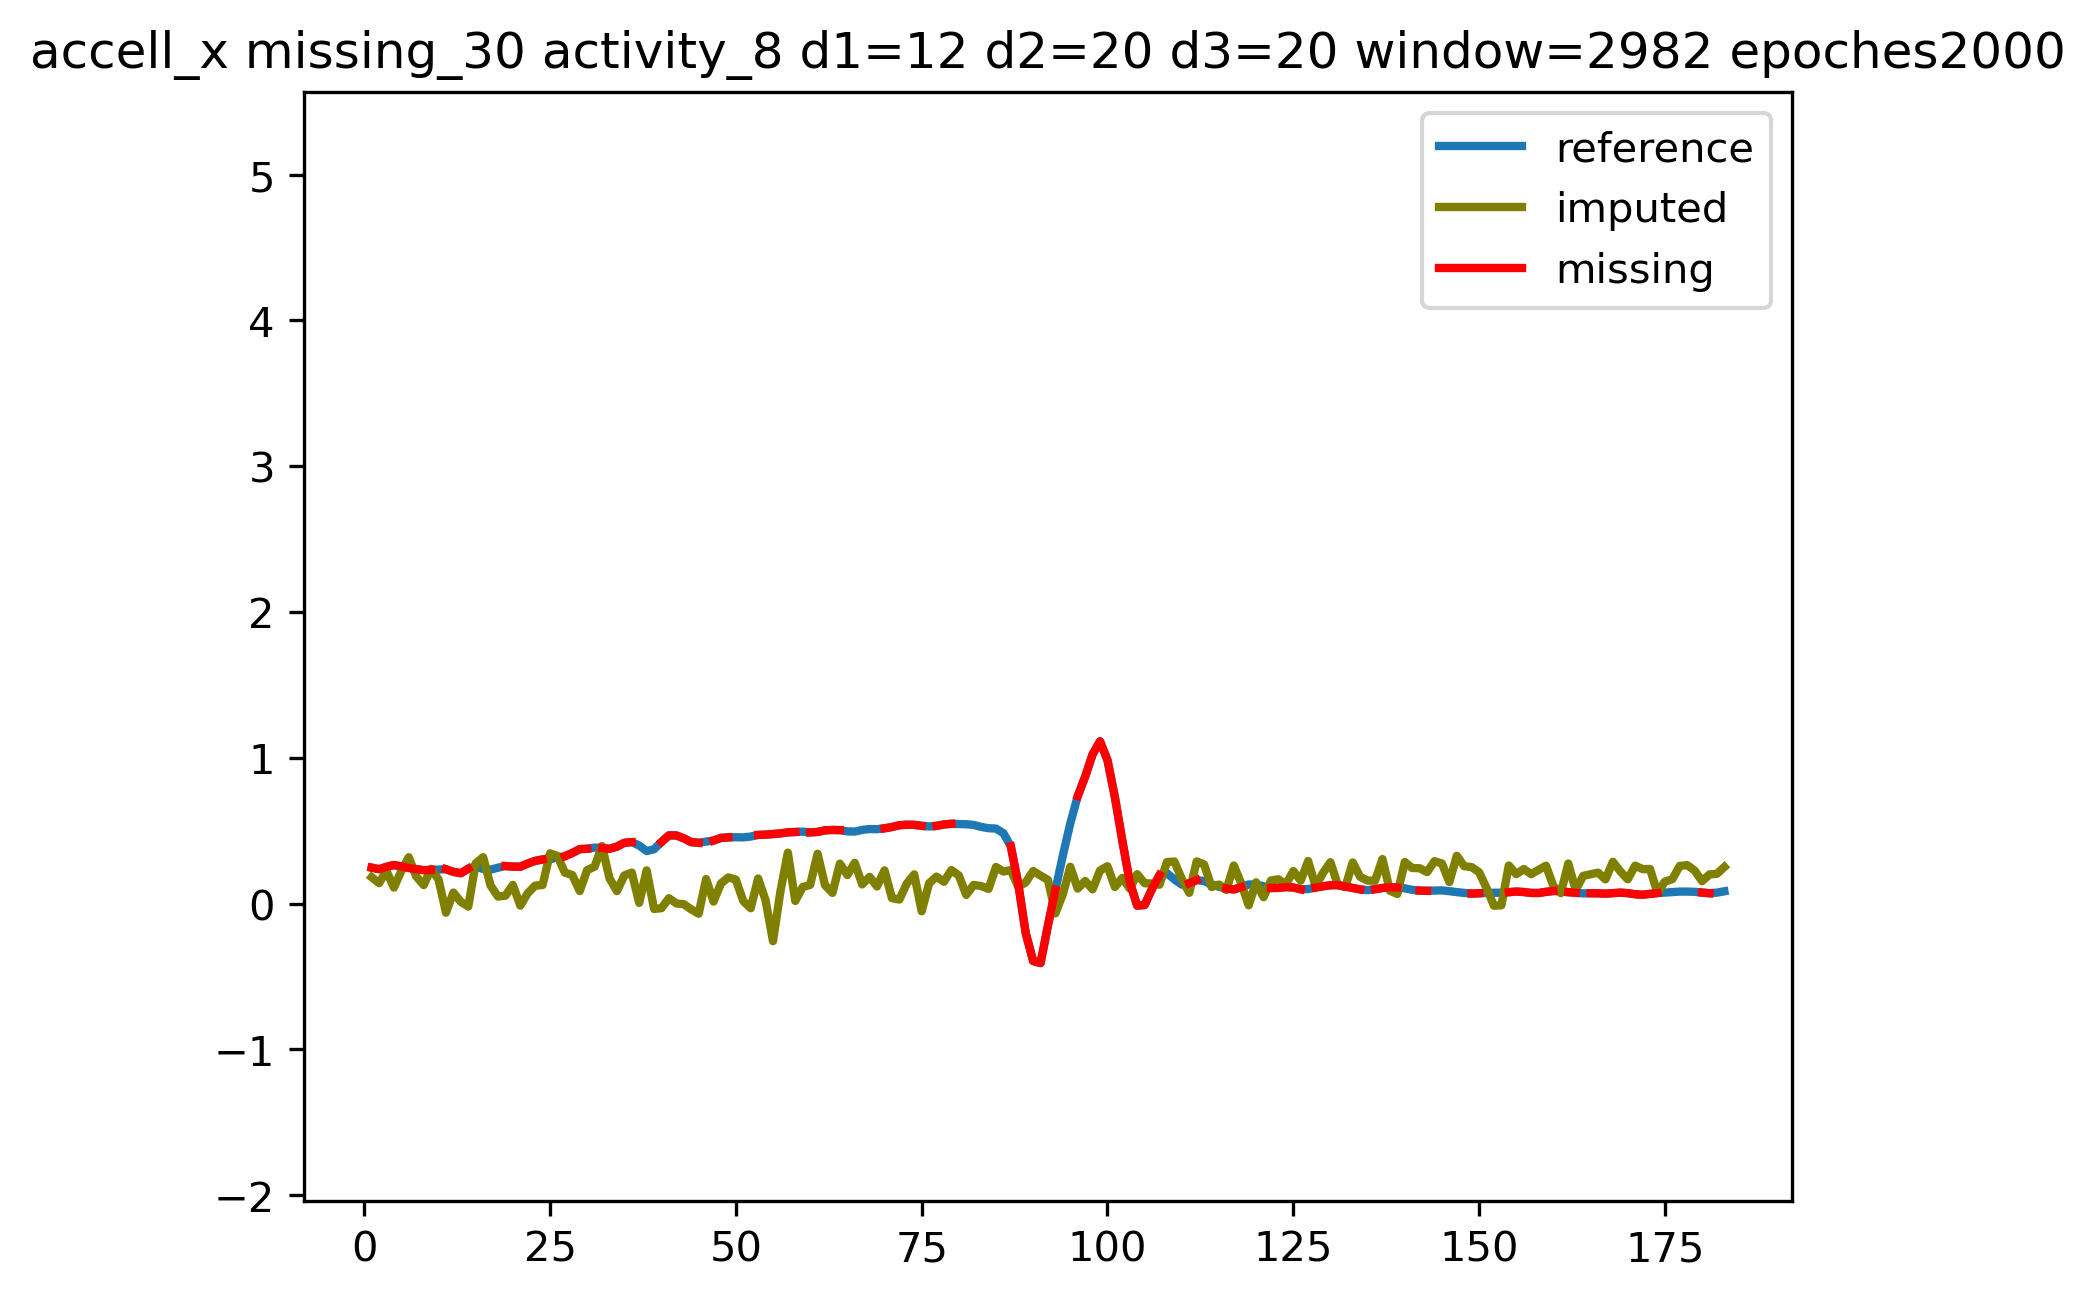 accell_x missing_30 activity_8 d1=12 d2=20 d3=20 window=2982 epoches2000
reference
imputed
missing
5
4
3
2
1
0
−1
−2
0 25 50 75 100 125 150 175